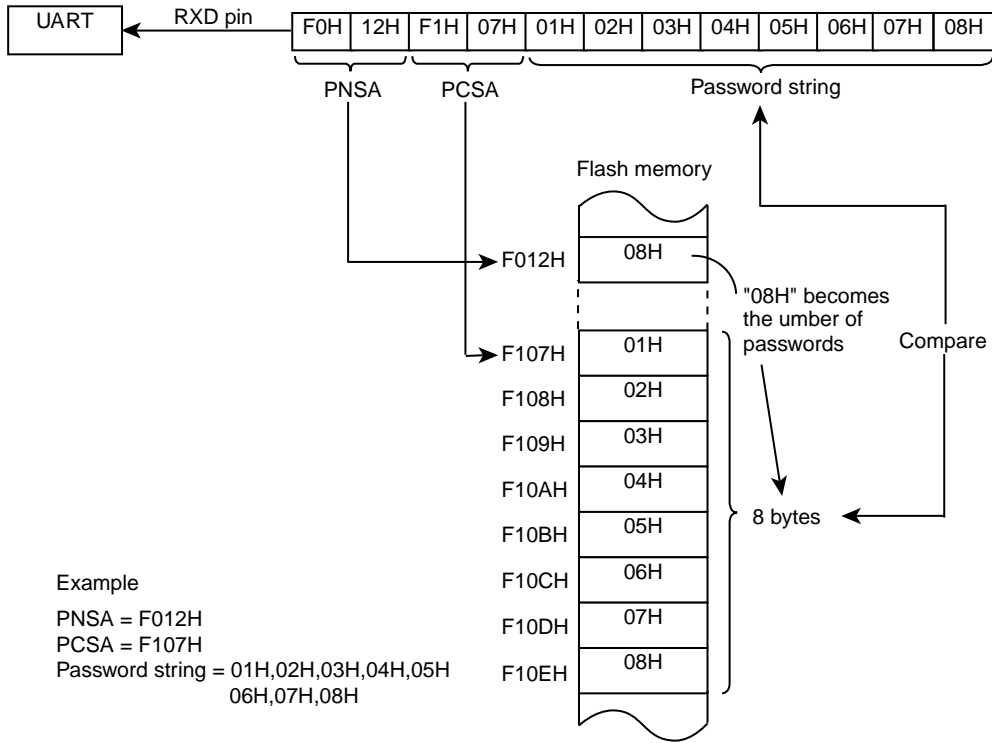 UART
RXD pin
F0H 12H F1H 07H 01H 02H 03H 04H 05H 06H 07H 08H
PNSA PCSA Password string
Flash memory
F012H 08H
"08H" becomes
the umber of
passwords
Compare
F107H 01H
F108H 02H
F109H 03H
F10AH 04H
F10BH 05H
8 bytes
F10CH 06H
F10DH 07H
F10EH 08H
Example
PNSA = F012H
PCSA = F107H
Password string = 01H,02H,03H,04H,05H
06H,07H,08H